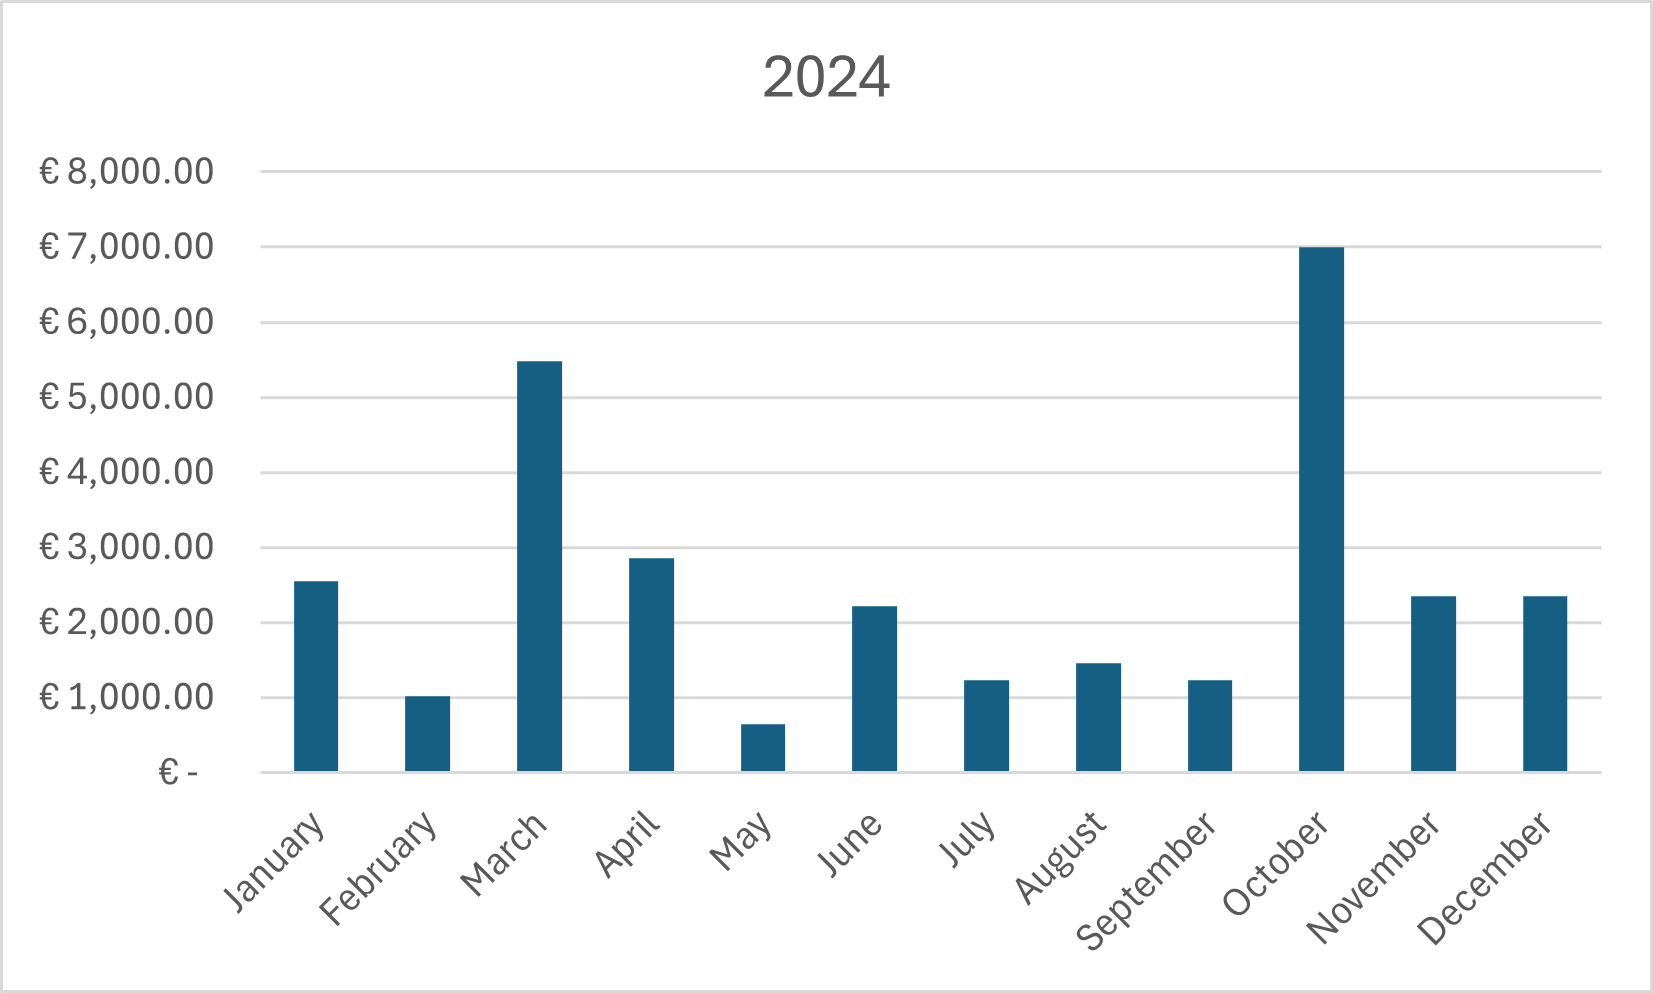 2024
€ 8,000.00
€ 7,000.00
€ 6,000.00
€ 5,000.00
€ 4,000.00
€ 3,000.00
€ 2,000.00
€ 1,000.00
€ -
January
February
March
April
May
June
July
August
September
October
November
December